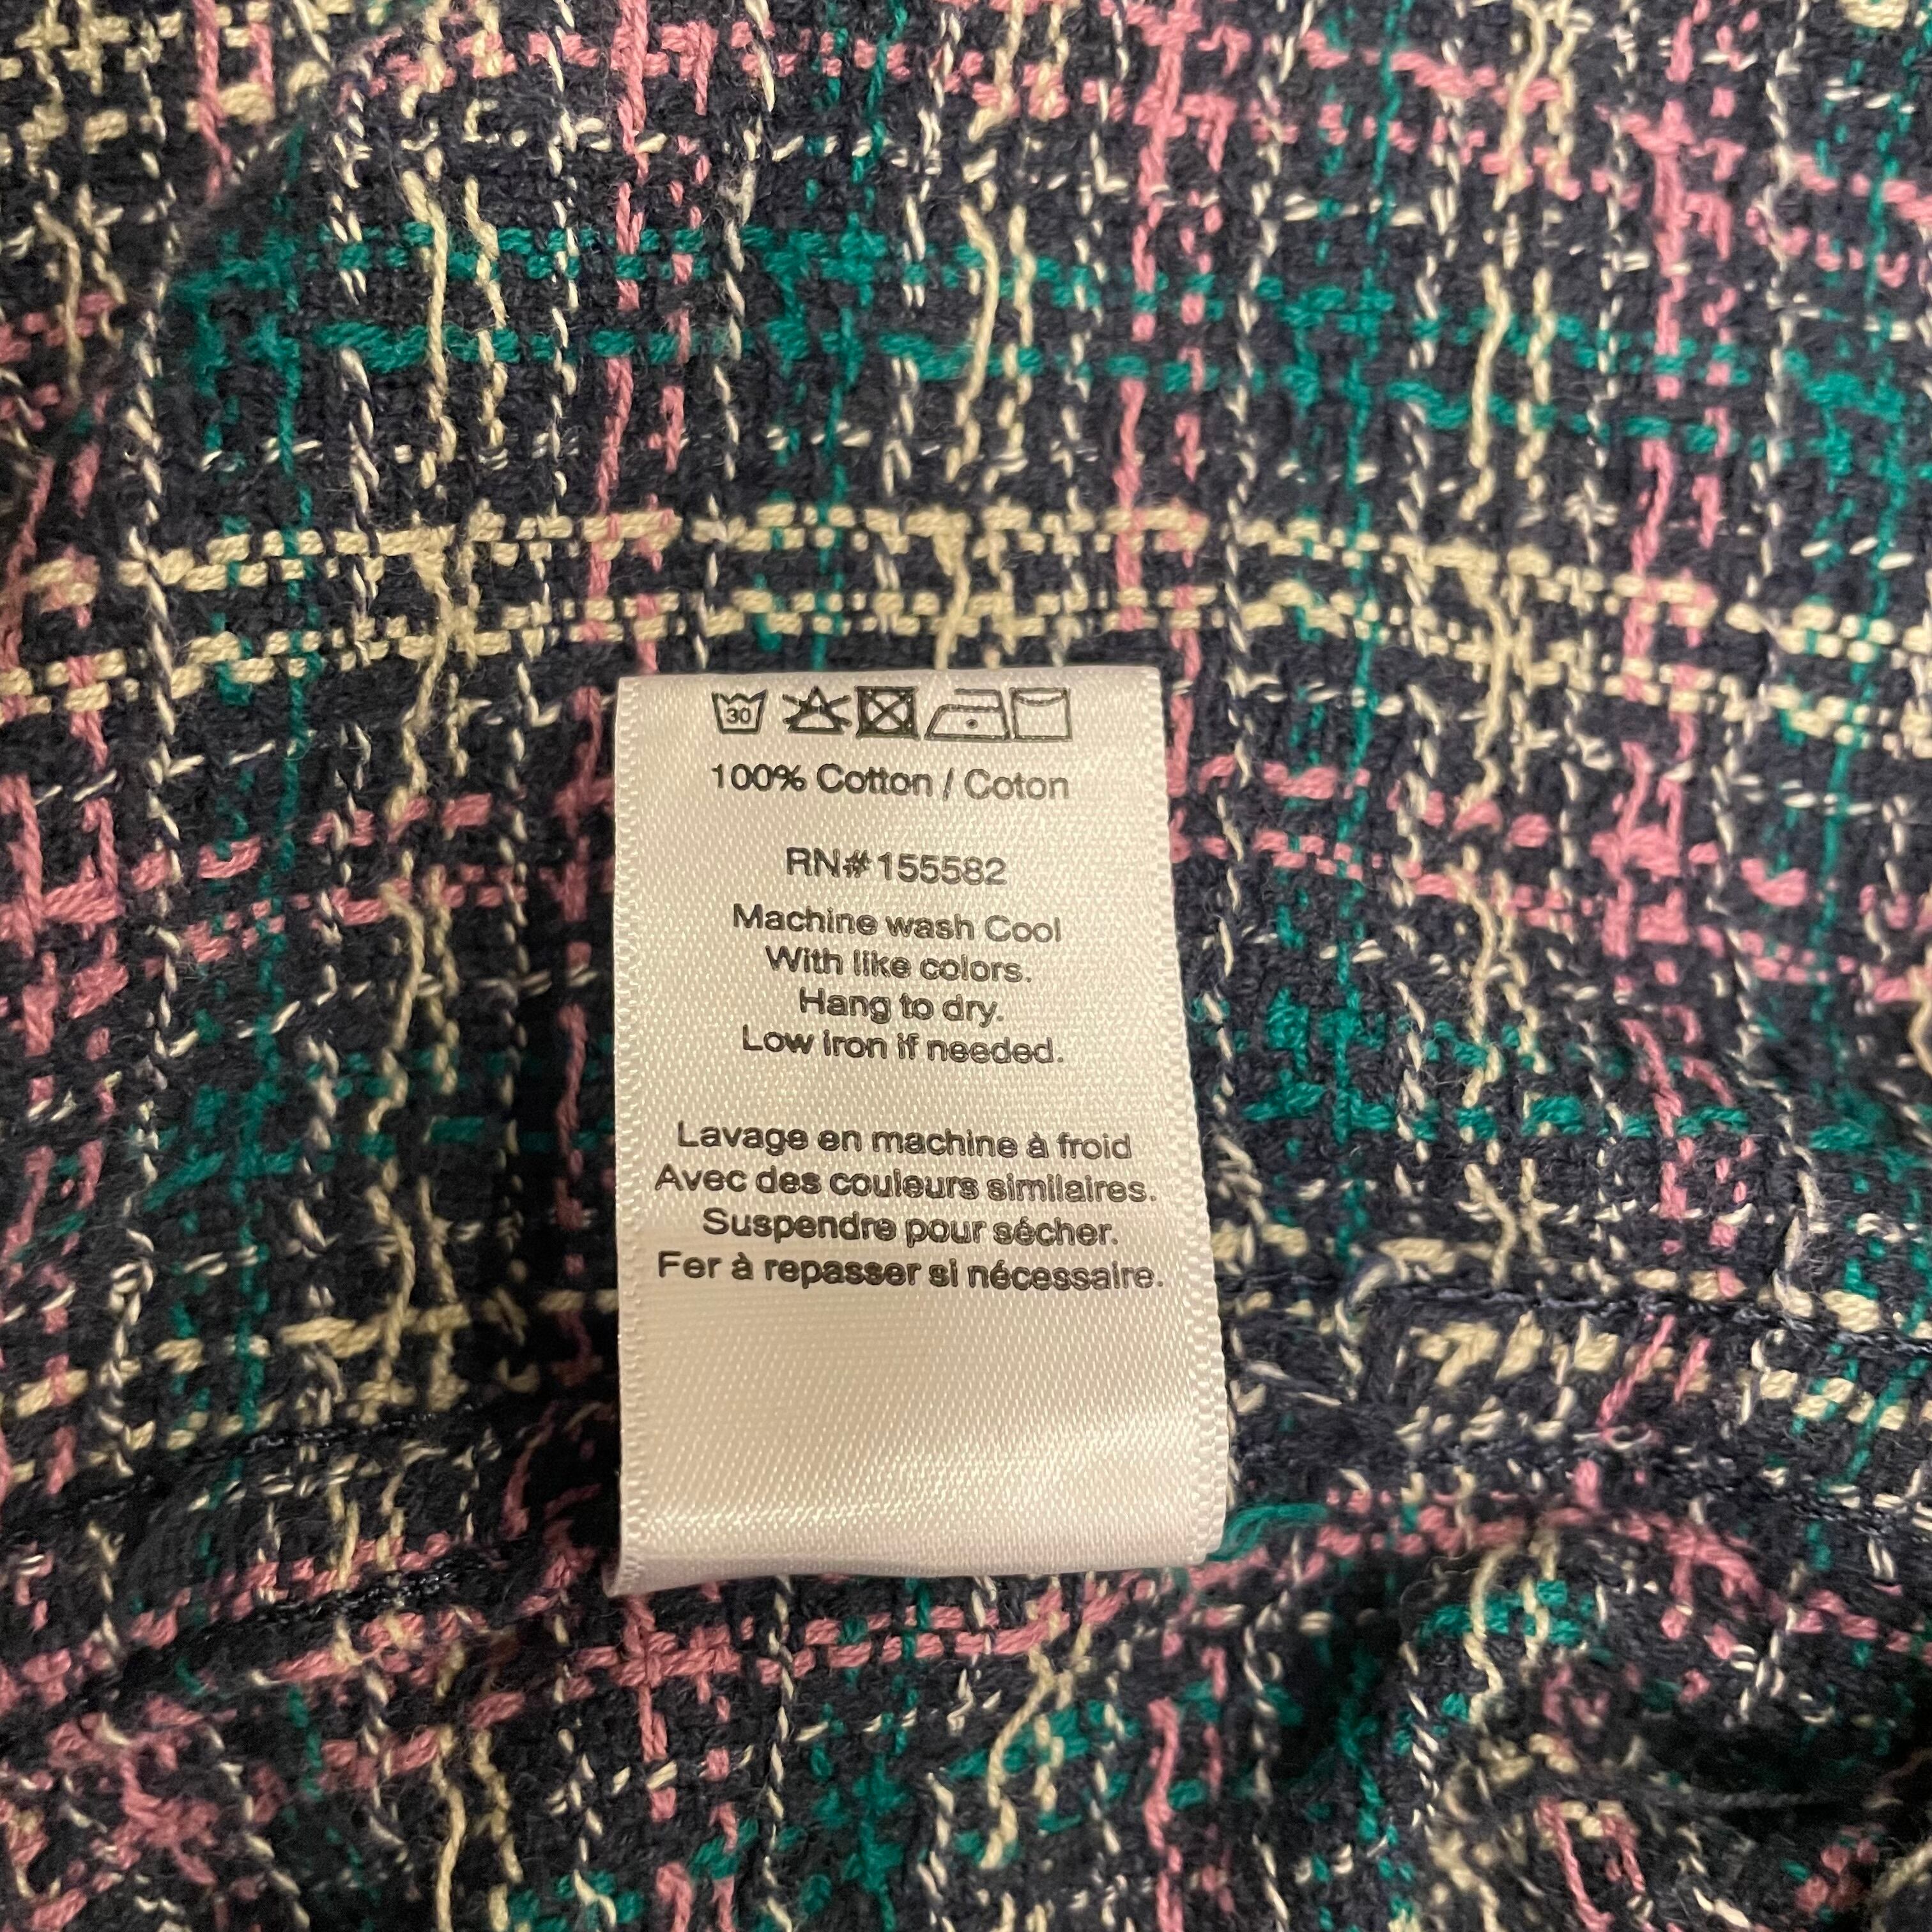 30
100% Cotton / Coton
RN# 155582
Machine wash Cool
With like colors.
Hang to dry.
Low iron if needed.
Lavage en machine à froid
Avec des couleurs similaires.
Suspendre pour sécher.
Fer à repasser si nécessaire.